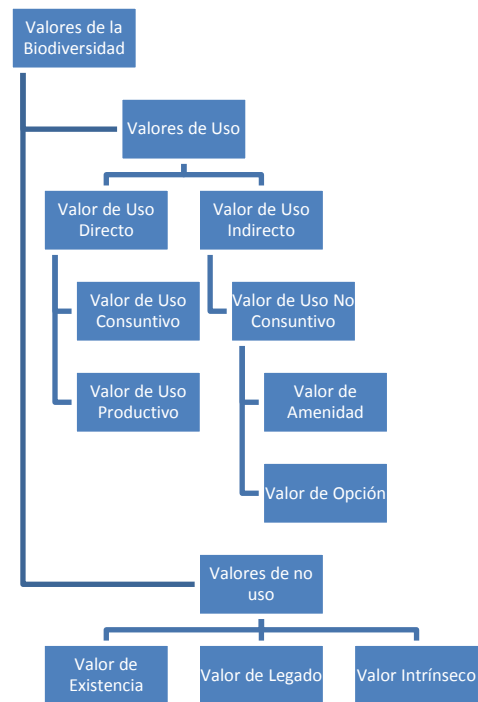 Valores de la
Biodiversidad
Valores de Uso
Valor de Uso
Directo
Valor de Uso
Indirecto
Valor de Uso
Consuntivo
Valor de Uso No
Consuntivo
Valor de Uso
Productivo
Valor de
Amenidad
Valor de Opción
Valores de no
uso
Valor de
Existencia
Valor de Legado
Valor Intrínseco